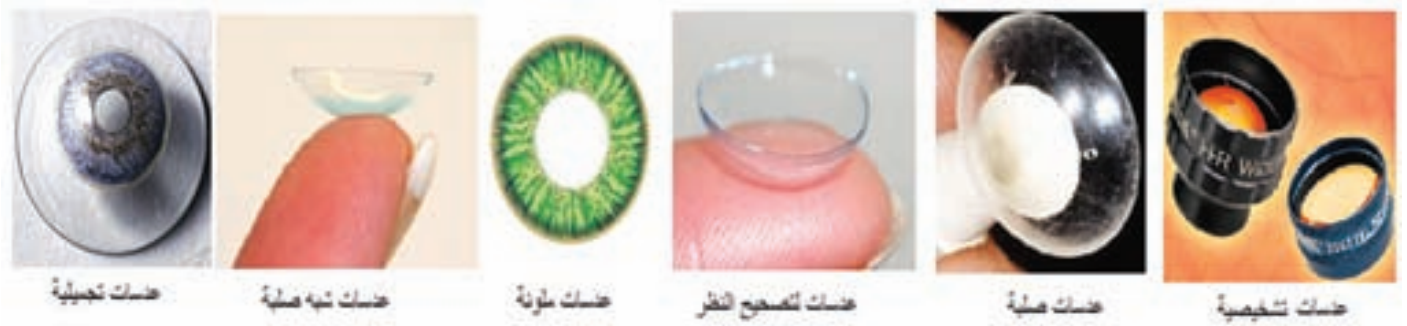 عدسات تشخيصية
عدسات صلبة
عدسات لتصحيح النظر
عدسات ملونة
عدسات شبه صلبة
عدسات تجميلية
H-R